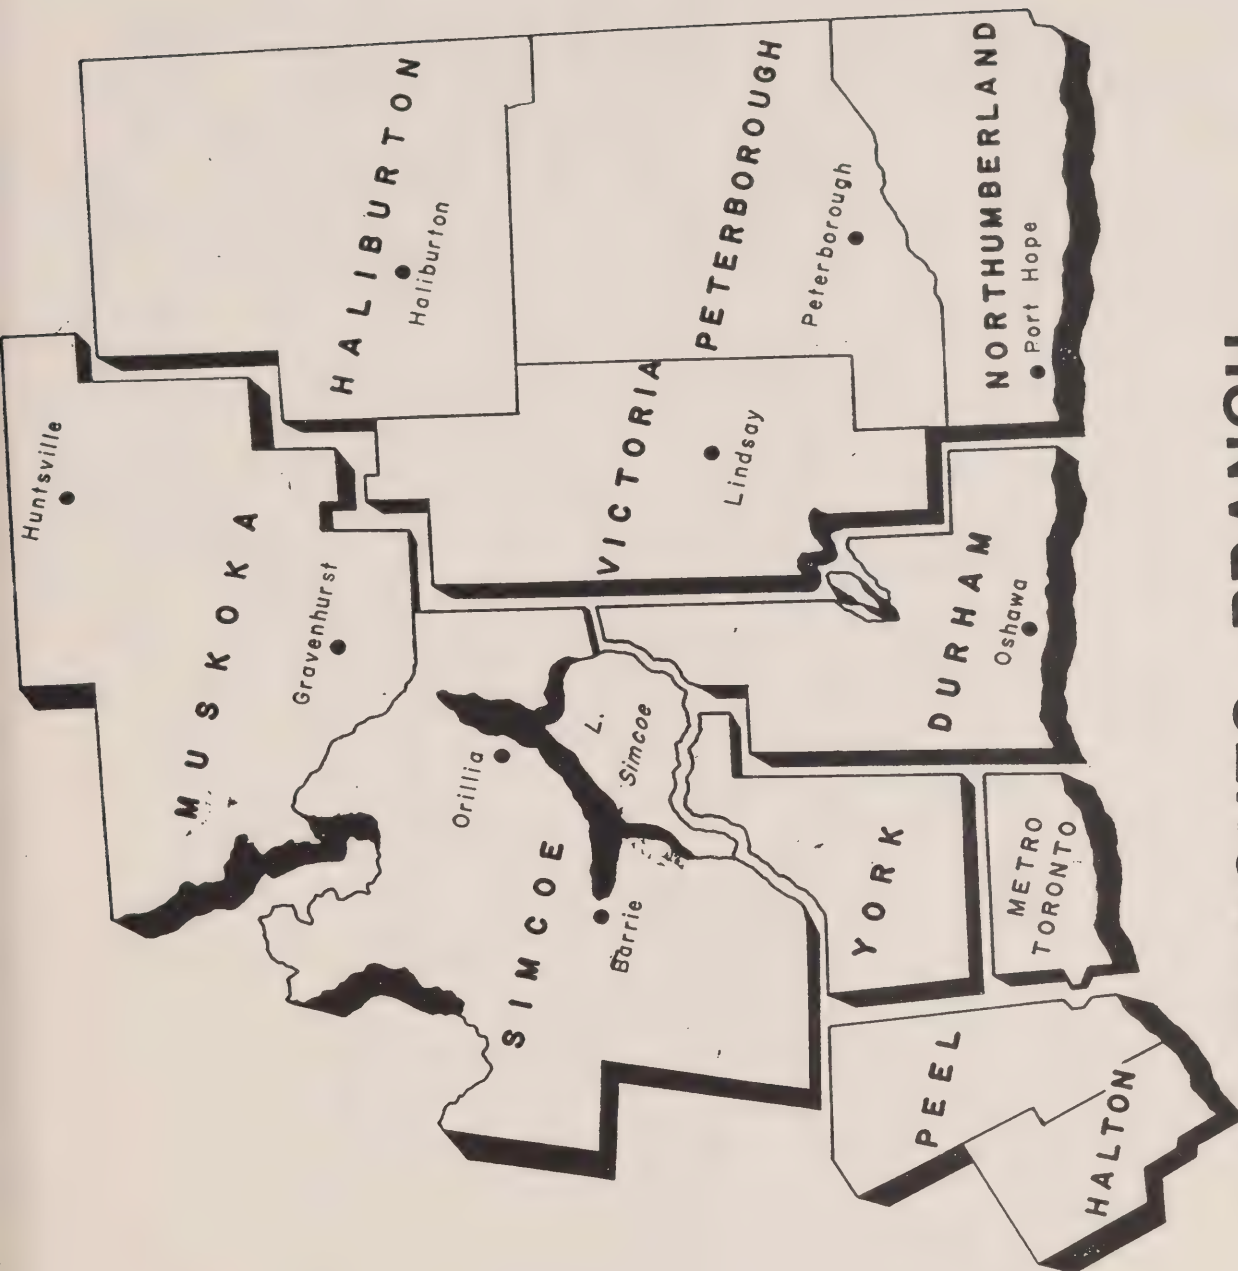 Huntsville
MUSKOKA
Gravenhurst
HALIBURTON
Haliburton
PETERBOROUGH
Peterborough
NORTHUMBERLAND
Port Hope
VICTORIA
Lindsay
Orillia
L.
Simcoe
SIMCOE
Barrie
DURHAM
Oshawa
YORK
METRO
TORONTO
PEEL
HALTON